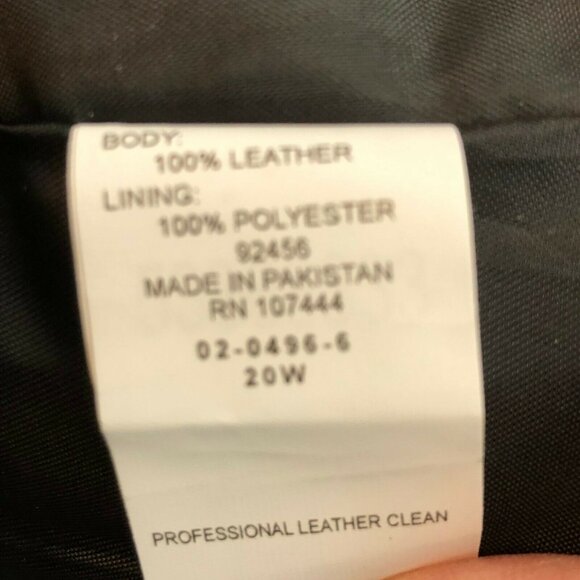 BODY:
100% LEATHER
LINING:
100% POLYESTER
92456
MADE IN PAKISTAN
RN 107444
02-0496-6
20W
PROFESSIONAL LEATHER CLEAN